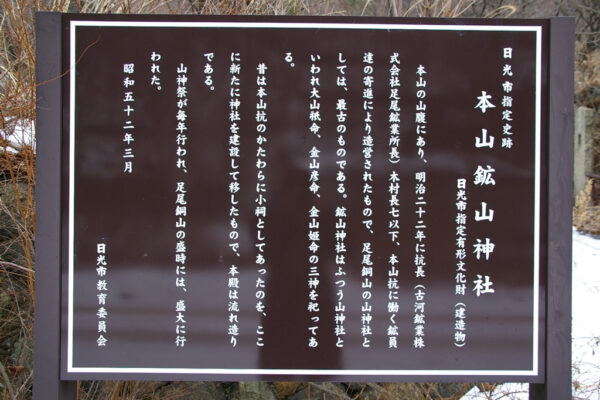 日光市指定史跡
本山鉱山神社
日光市指定有形文化財（建造物）
本山の山腹にあり、明治二十二年に抗長（古河鉱業株
式会社足尾鉱業所長）木村長七以下、本山抗に働く鉱員
達の寄進により造営されたもので、足尾銅山の山神社と
しては、最古のものである。鉱山神社はふつう山神社と
いわれ大山祇命、金山彦命、金山姫命の三神を祀ってあ
る。
昔は本山抗のかたわらに小祠としてあったのを、ここ
に新たに神社を建設して移したもので、本殿は流れ造り
である。
山神祭が毎年行われ、足尾銅山の盛時には、盛大に行
われた。
昭和五十二年三月
日光市教育委員会